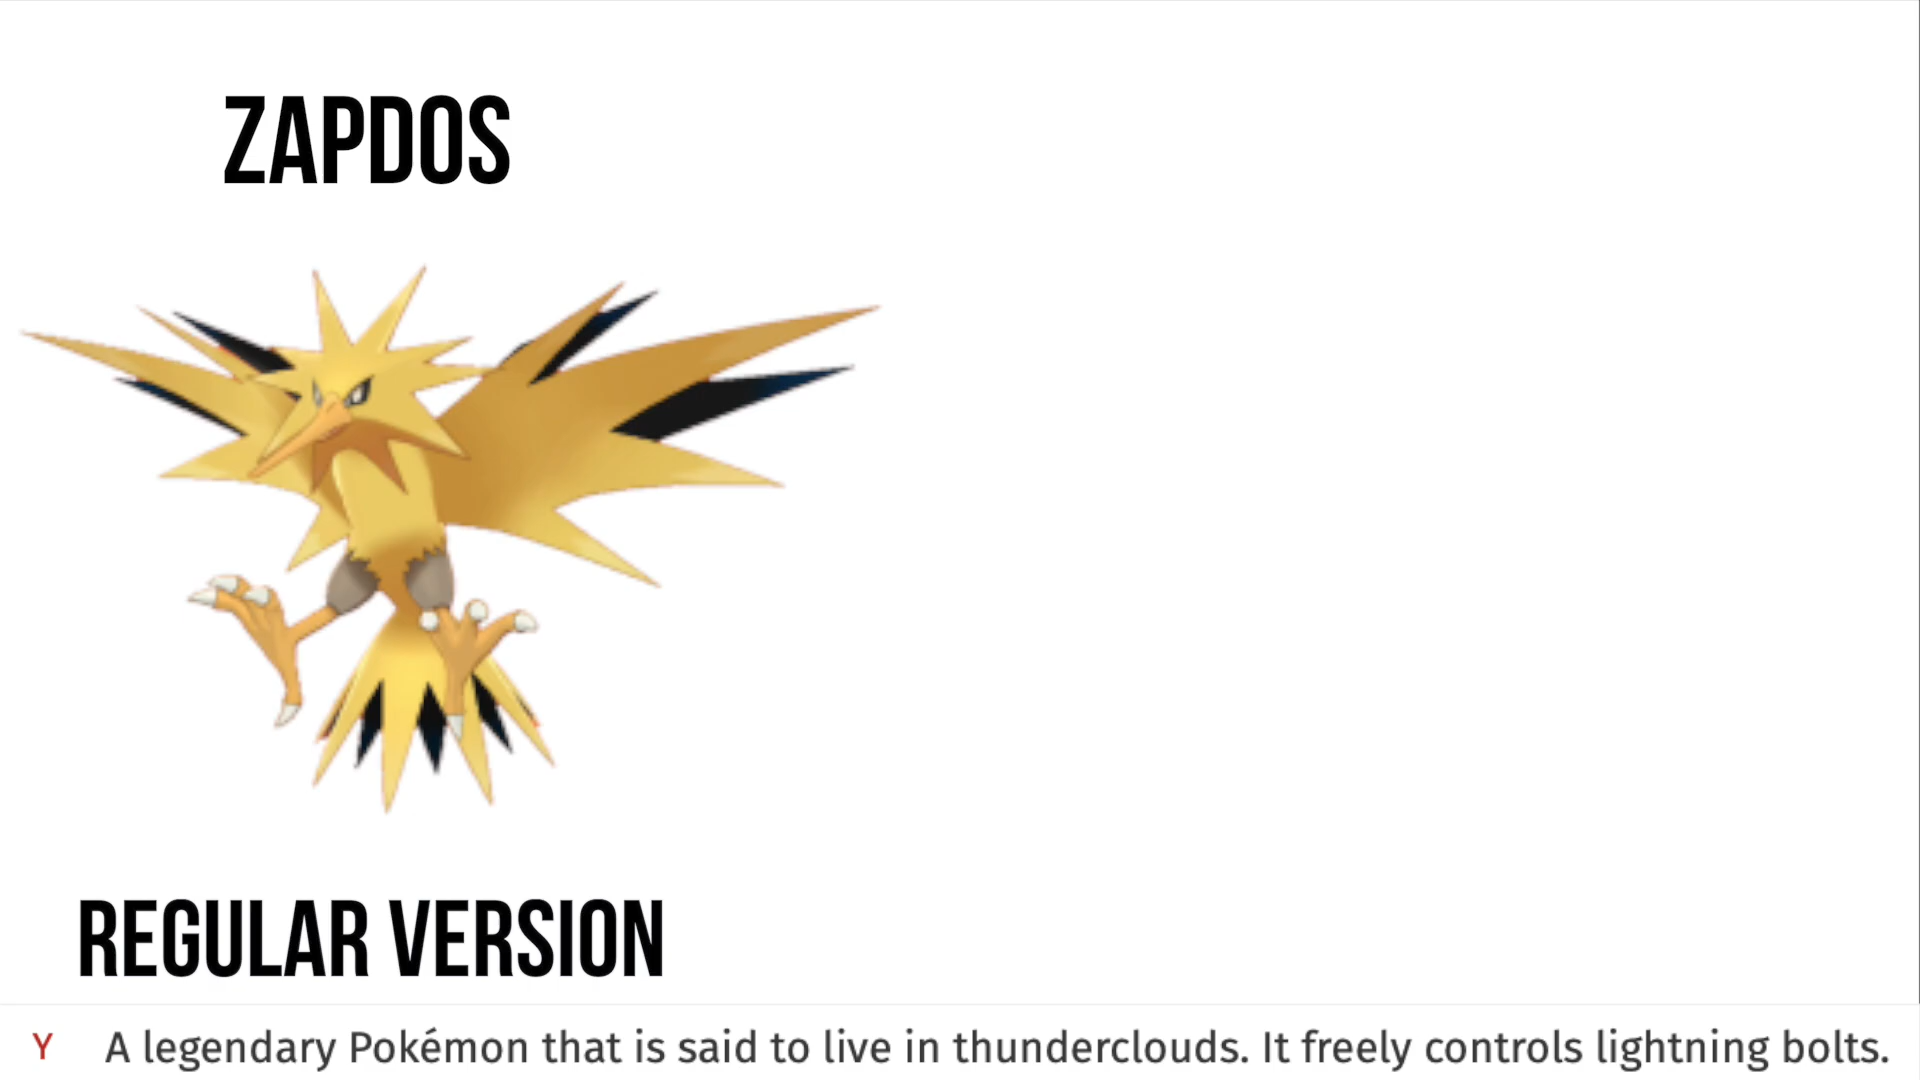 ZAPDOS
REGULAR VERSION
Y A legendary Pokémon that is said to live in thunderclouds. It freely controls lightning bolts.